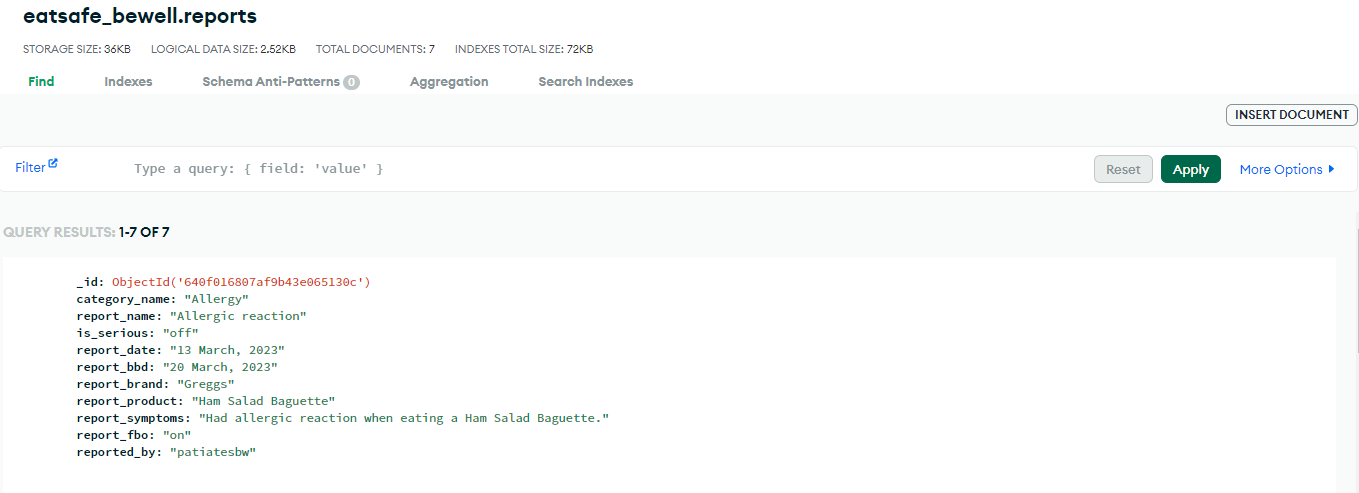 eatsafe_bewell.reports
STORAGE SIZE: 36KB LOGICAL DATA SIZE: 2.52KB TOTAL DOCUMENTS: 7 INDEXES TOTAL SIZE: 72KB
Find Indexes Schema Anti-Patterns 0 Aggregation Search Indexes
INSERT DOCUMENT
Filter Type a query: { field: 'value' } Reset Apply More Options
QUERY RESULTS: 1-7 OF 7
_id: ObjectId('640f016807af9b43e065130c')
category_name: "Allergy"
report_name: "Allergic reaction"
is_serious: "off"
report_date: "13 March, 2023"
report_bbd: "20 March, 2023"
report_brand: "Greggs"
report_product: "Ham Salad Baguette"
report_symptoms: "Had allergic reaction when eating a Ham Salad Baguette."
report_fbo: "on"
reported_by: "patiatesbw"